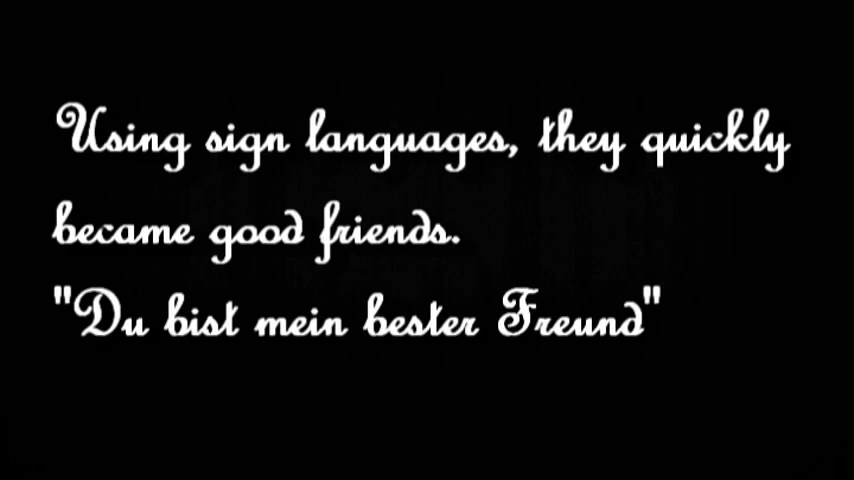 Using sign languages, they quickly
became good friends.
"Du bist mein bester Freund"